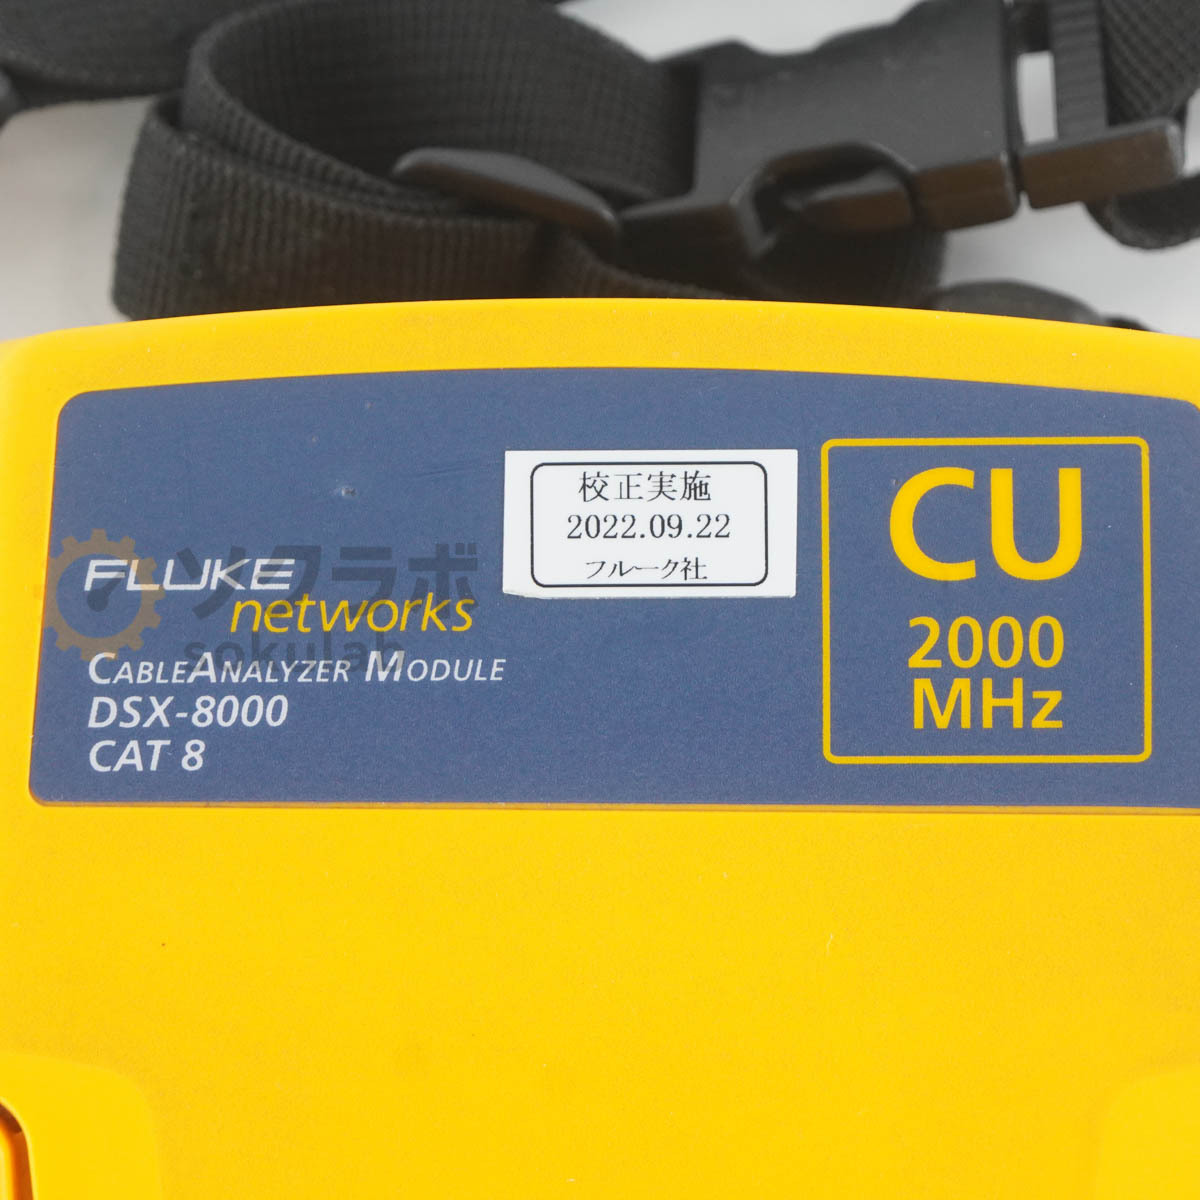 校正実施
2022.09.22
フルーク社
CU
2000
MHz
FLUKE
networks
ソクラボ
sokulab
CABLEANALYZER MODULE
DSX-8000
CAT 8